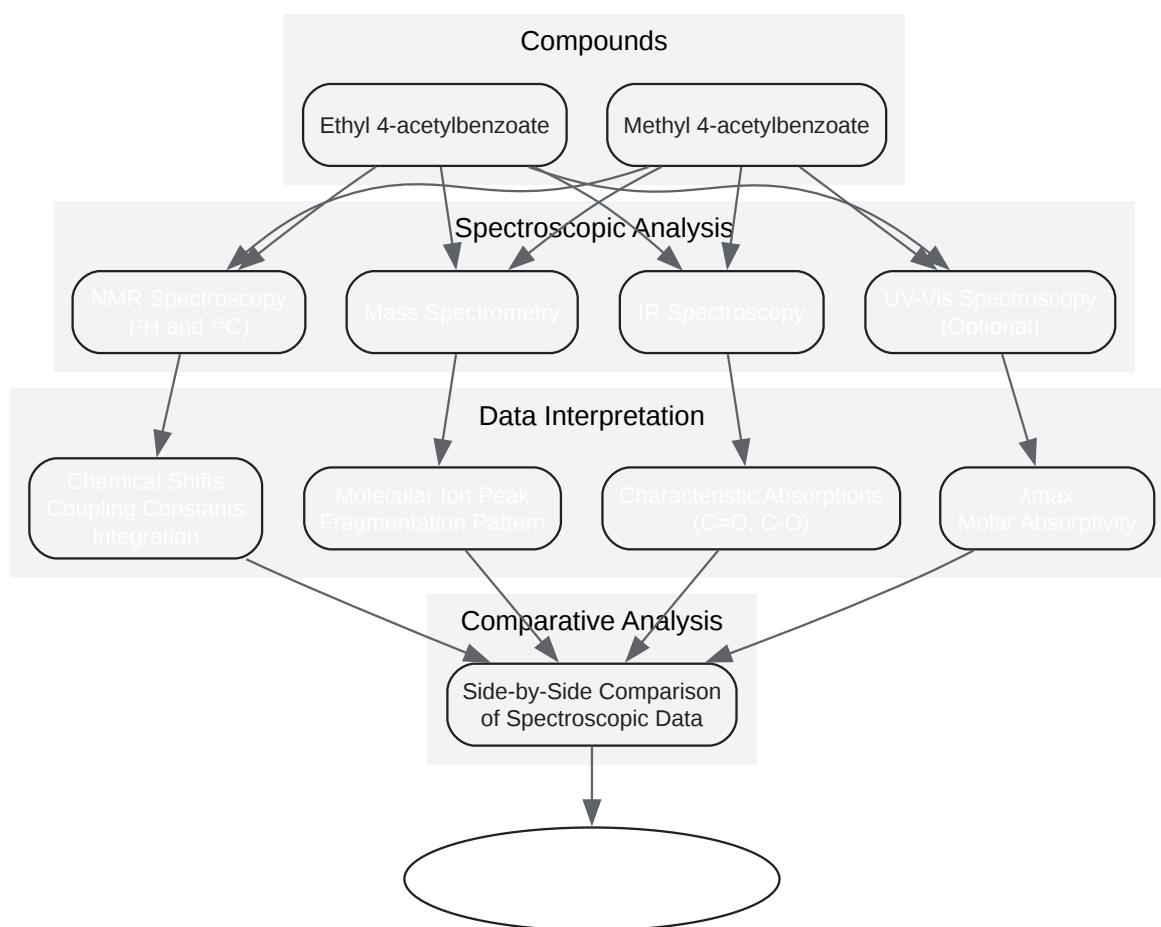 Compounds
Ethyl 4-acetylbenzoate
Methyl 4-acetylbenzoate
Spectroscopic Analysis
NMR Spectroscopy
(¹H and ¹³C)
Mass Spectrometry
IR Spectroscopy
UV-Vis Spectroscopy
(Optional)
Data Interpretation
Chemical Shifts
Coupling Constants
Integration
Molecular Ion Peak
Fragmentation Pattern
Characteristic Absorptions
(C=O, C-O)
λmax
Molar Absorptivity
Comparative Analysis
Side-by-Side Comparison
of Spectroscopic Data